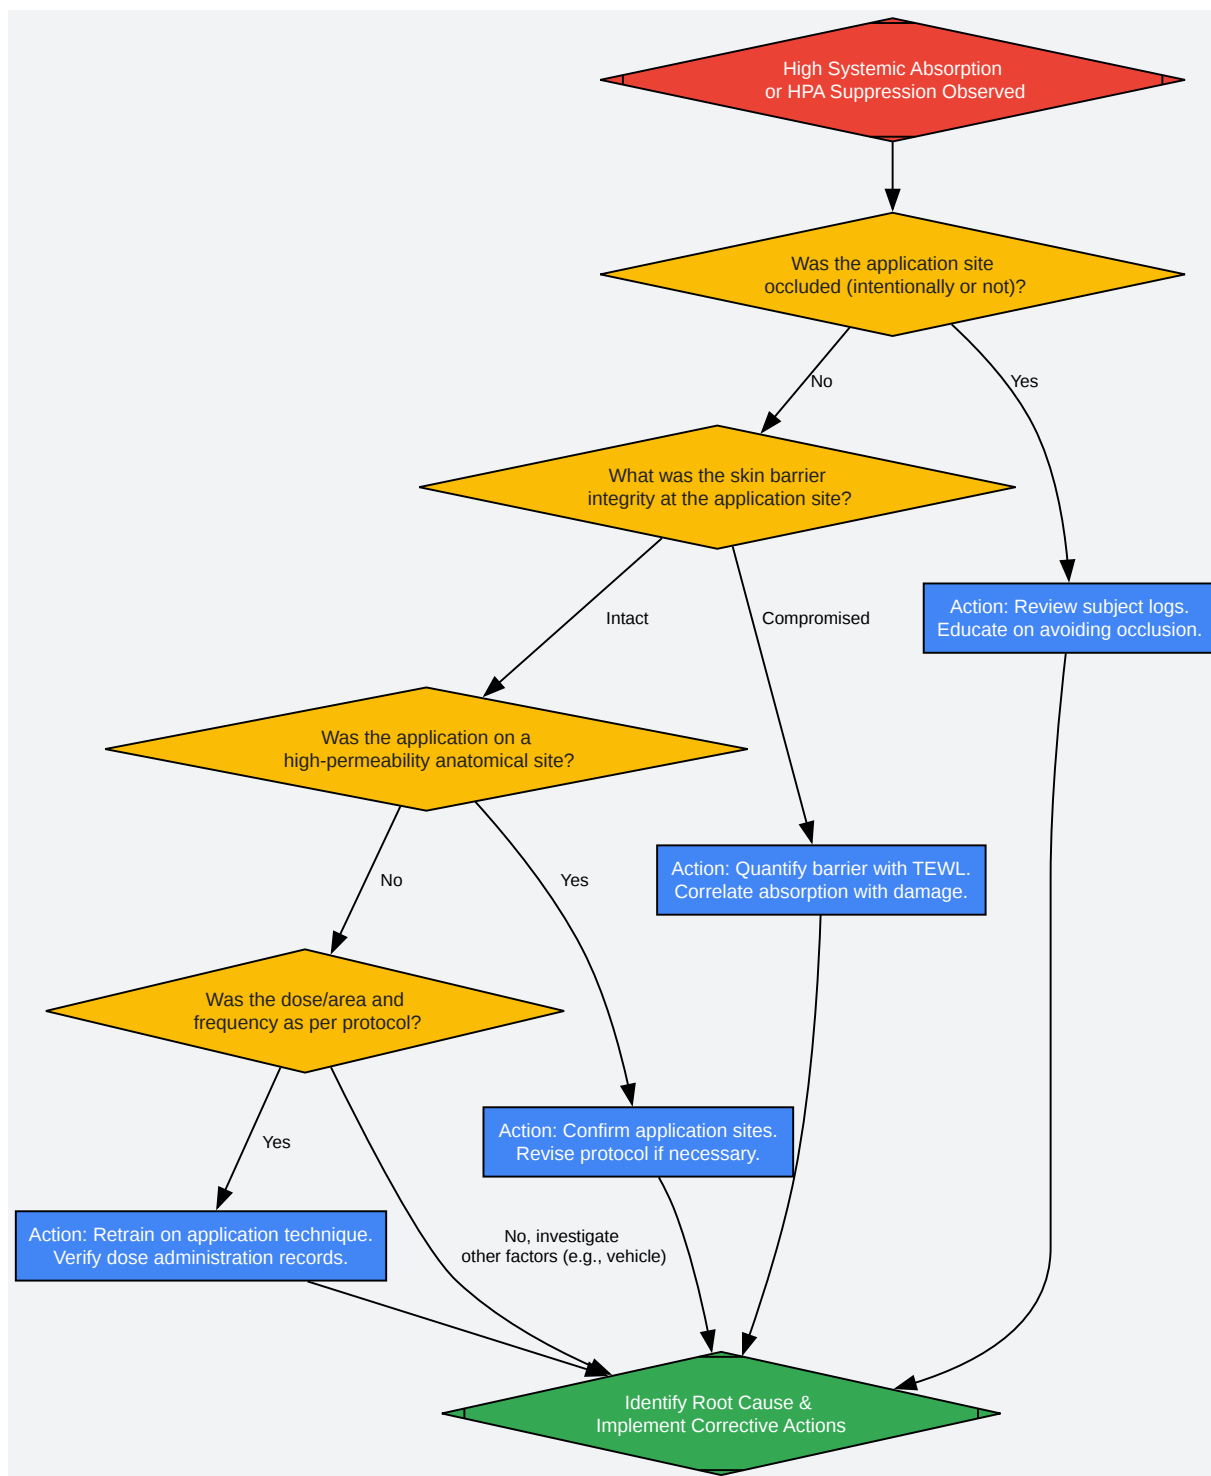 High Systemic Absorption
or HPA Suppression Observed
Was the application site
occluded (intentionally or not)?
No
Yes
What was the skin barrier
integrity at the application site?
Intact
Compromised
Action: Review subject logs.
Educate on avoiding occlusion.
Was the application on a
high-permeability anatomical site?
No
Yes
Action: Quantify barrier with TEWL.
Correlate absorption with damage.
Was the dose/area and
frequency as per protocol?
Yes
No, investigate
other factors (e.g., vehicle)
Action: Confirm application sites.
Revise protocol if necessary.
Action: Retrain on application technique.
Verify dose administration records.
Identify Root Cause &
Implement Corrective Actions